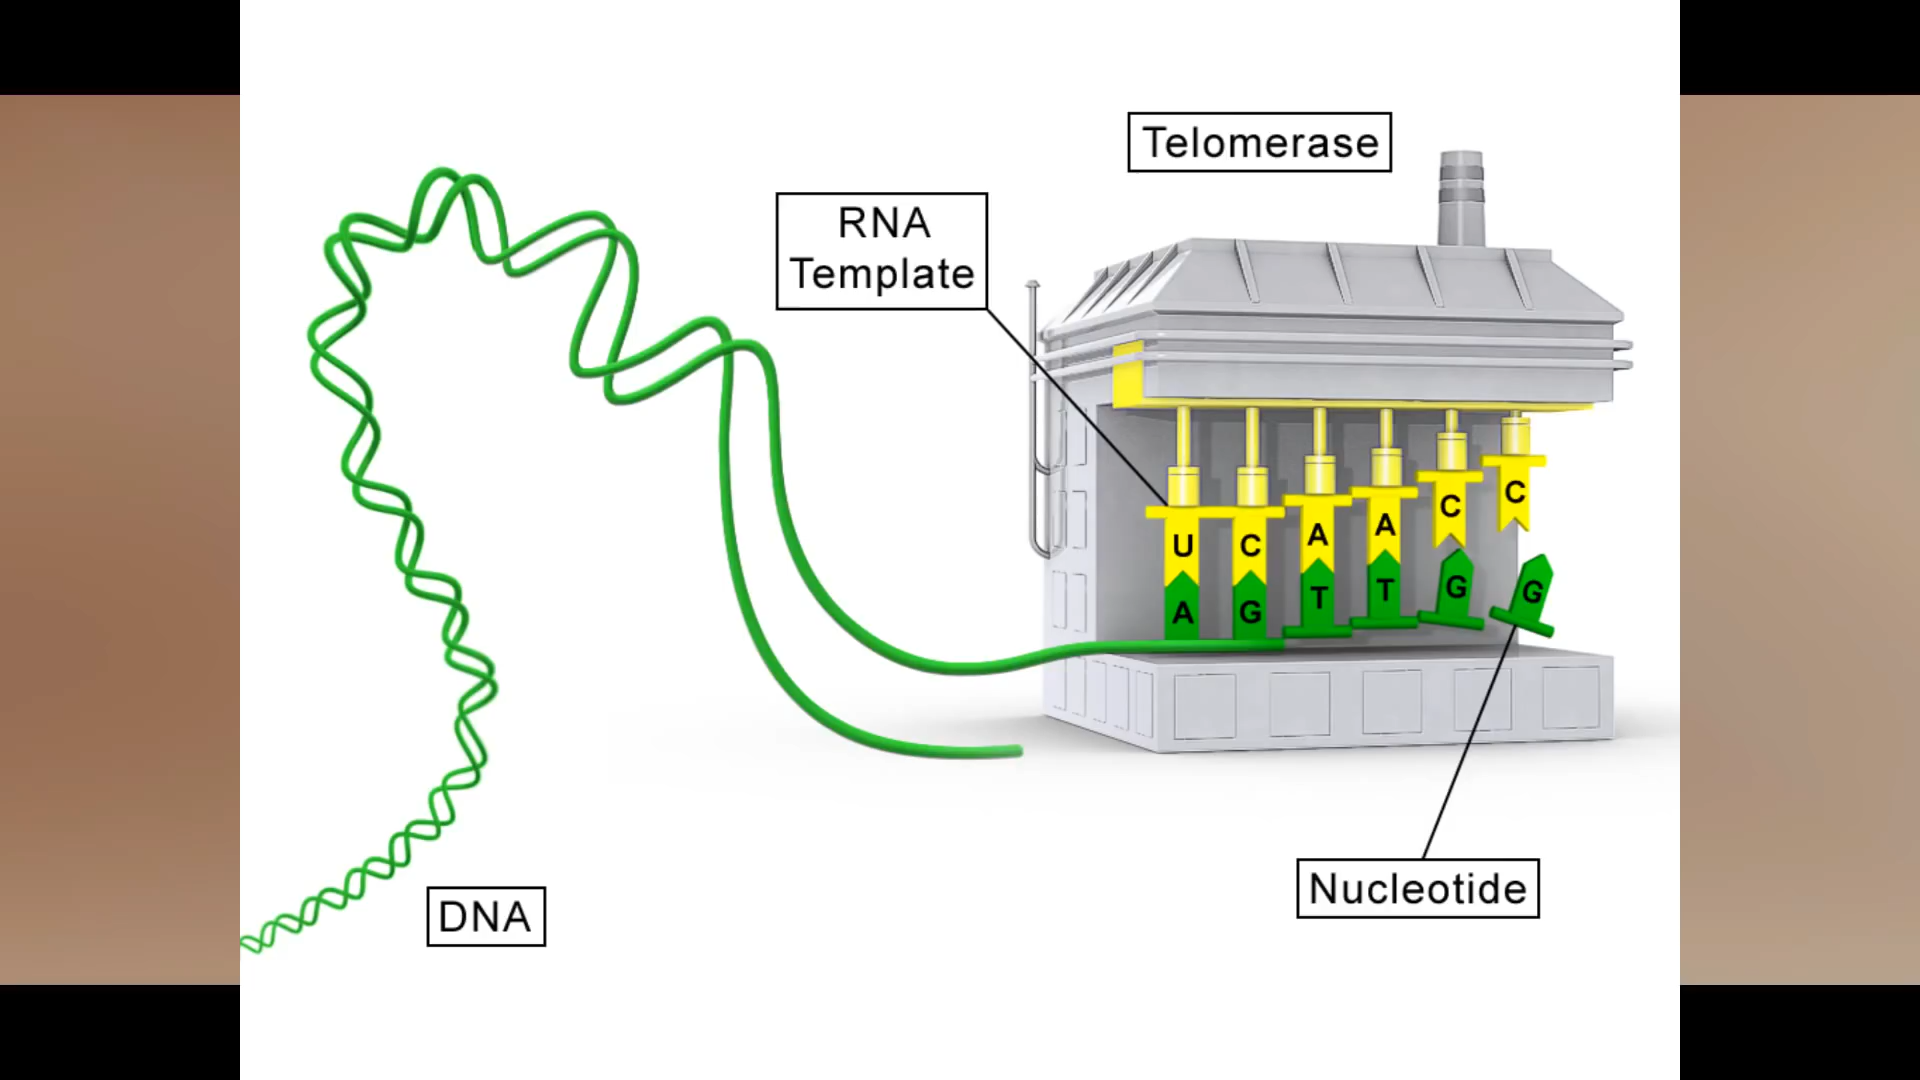 Telomerase
RNA
Template
U C A A C C
A G T T G G
Nucleotide
DNA